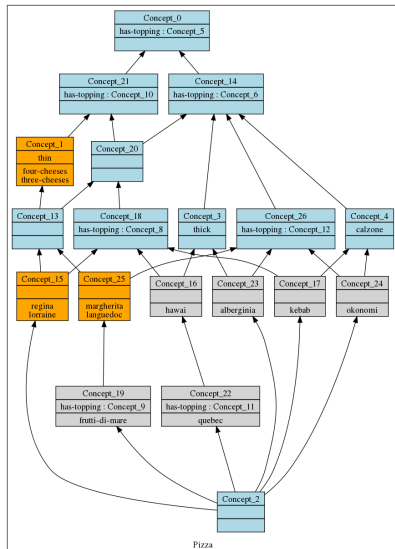 Concept_0
has-topping : Concept_5
Concept_21
has-topping : Concept_10
Concept_14
has-topping : Concept_6
Concept_1
thin
four-cheeses
three-cheeses
Concept_20
Concept_13
Concept_18
has-topping : Concept_8
Concept_3
thick
Concept_26
has-topping : Concept_12
Concept_4
calzone
Concept_15
regina
lorraine
Concept_25
margherita
languedoc
Concept_16
hawai
Concept_23
alberginia
Concept_17
kebab
Concept_24
okonomi
Concept_19
has-topping : Concept_9
frutti-di-mare
Concept_22
has-topping : Concept_11
quebec
Concept_2
Pizza